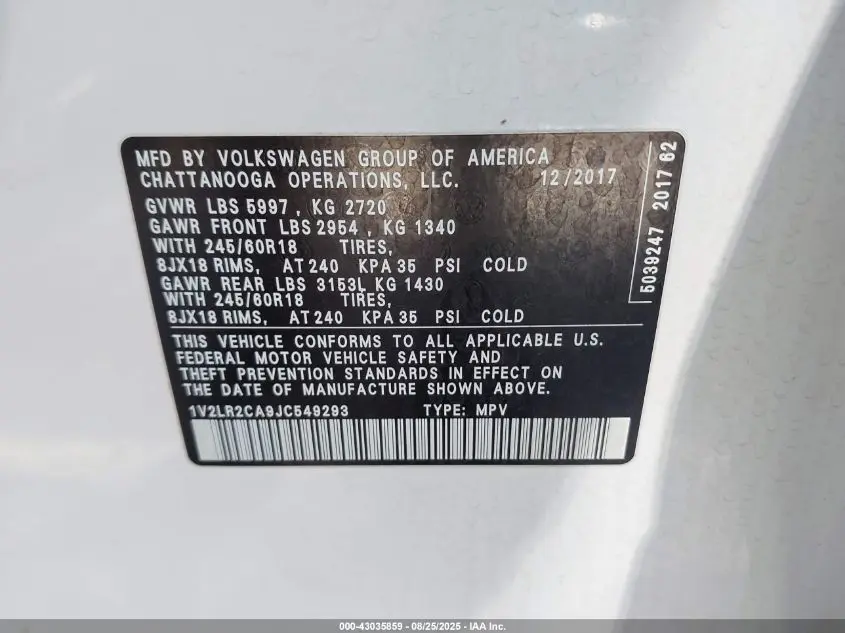 MFD BY VOLKSWAGEN GROUP OF AMERICA
CHATTANOOGA OPERATIONS, LLC. 12/2017
GVWR LBS 5997 , KG 2720
GAWR FRONT LBS 2954 , KG 1340
WITH 245/60R18 TIRES,
8JX18 RIMS, AT 240 KPA 35 PSI COLD
GAWR REAR LBS 3153L KG 1430
WITH 245/60R18 TIRES,
8JX18 RIMS, AT 240 KPA 35 PSI COLD
THIS VEHICLE CONFORMS TO ALL APPLICABLE U.S.
FEDERAL MOTOR VEHICLE SAFETY AND
THEFT PREVENTION STANDARDS IN EFFECT ON
THE DATE OF MANUFACTURE SHOWN ABOVE.
1V2LR2CA9JC549293 TYPE: MPV
5039247 2017 62
000-43035859 - 08/25/2025 - IAA Inc.